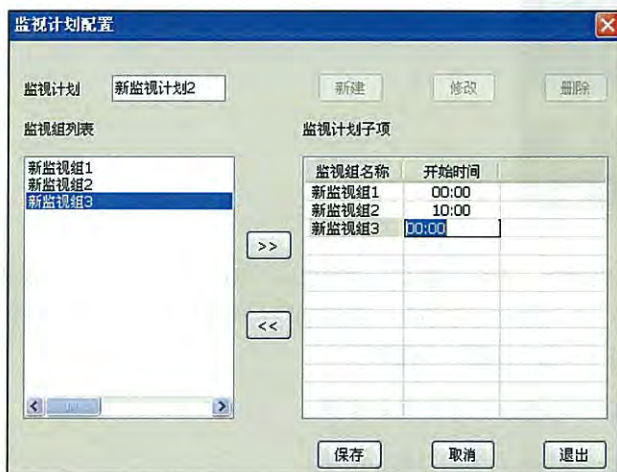 监视计划配置
监视计划 新监视计划2 新建 修改 删除
监视组列表 监视计划子项
新监视组1
新监视组2
新监视组3
监视组名称 开始时间
新监视组1 00:00
新监视组2 10:00
新监视组3 00:00
>>
<<
保存 取消 退出